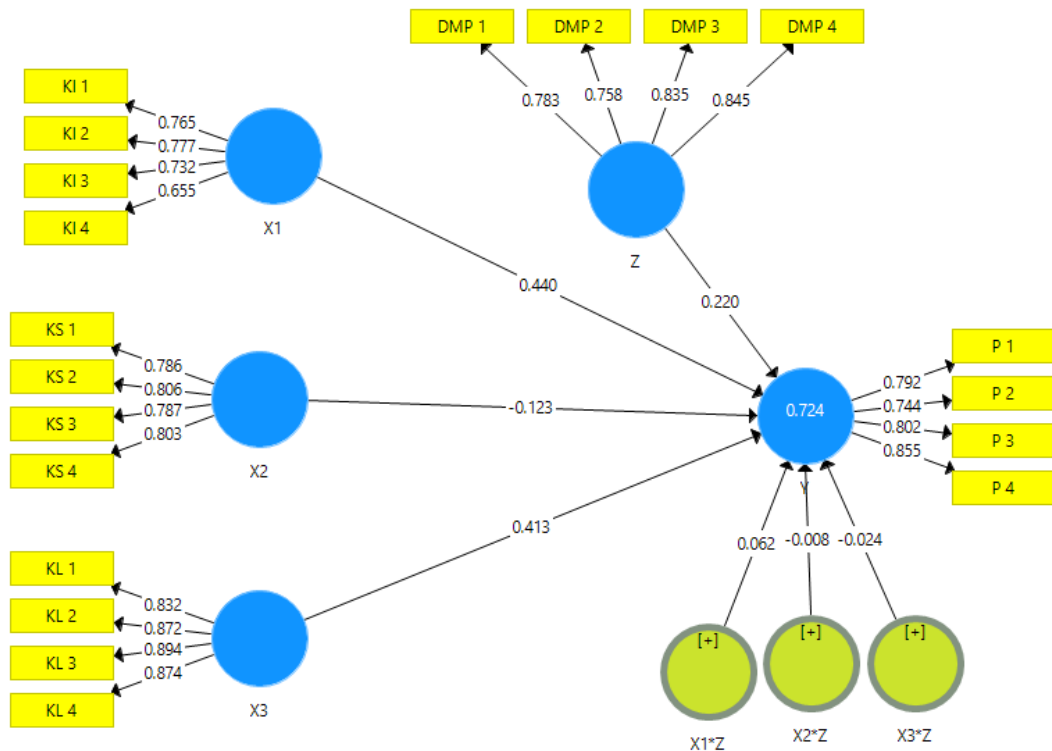 DMP 1
DMP 2
DMP 3
DMP 4
0.783
0.758
0.835
0.845
Z
KI 1
KI 2
KI 3
KI 4
0.765
0.777
0.732
0.655
X1
0.440
0.220
KS 1
KS 2
KS 3
KS 4
0.786
0.806
0.787
0.803
X2
-0.123
0.724
Y
0.792
0.744
0.802
0.855
P 1
P 2
P 3
P 4
KL 1
KL 2
KL 3
KL 4
0.832
0.872
0.894
0.874
X3
0.413
0.062
-0.008
-0.024
[+]
[+]
[+]
X1*Z
X2*Z
X3*Z